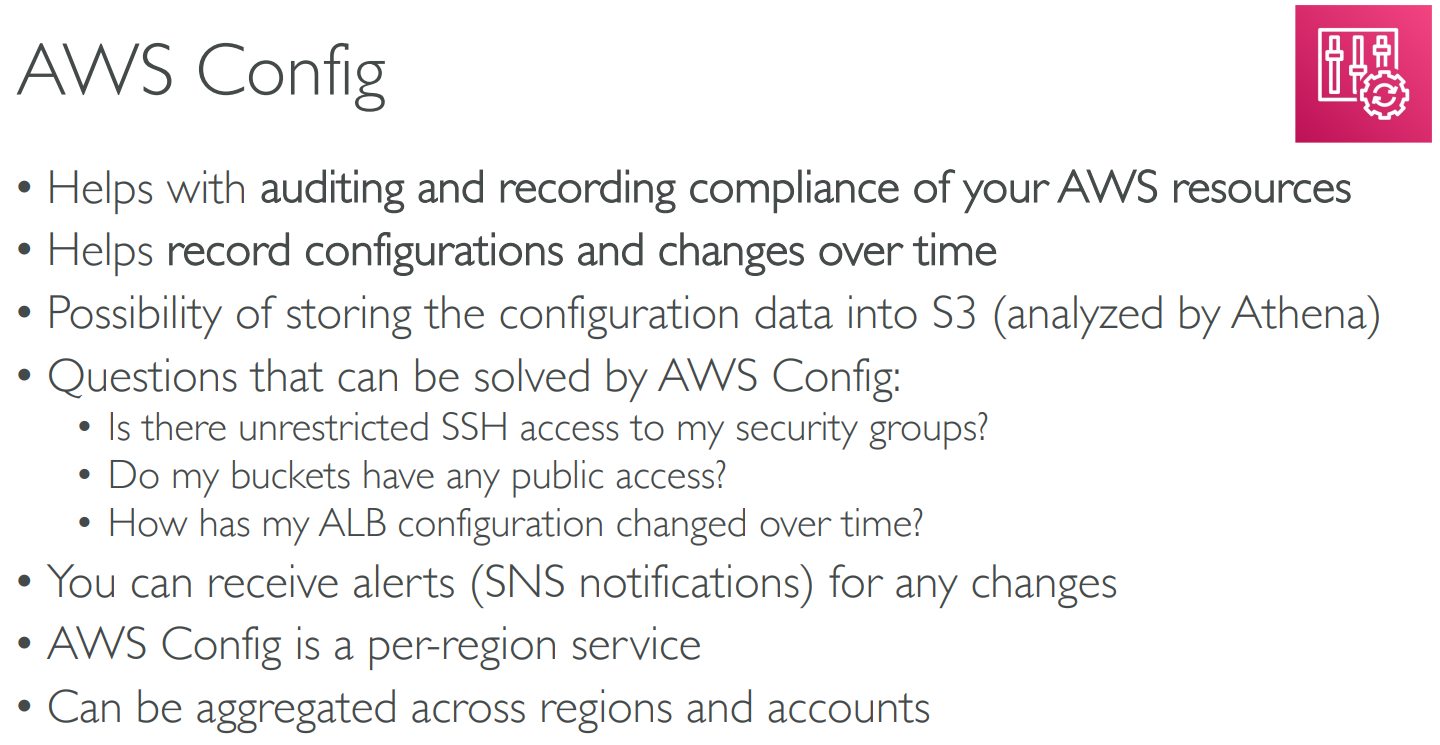 AWS Config
• Helps with auditing and recording compliance of your AWS resources
• Helps record configurations and changes over time
• Possibility of storing the configuration data into S3 (analyzed by Athena)
• Questions that can be solved by AWS Config:
• Is there unrestricted SSH access to my security groups?
• Do my buckets have any public access?
• How has my ALB configuration changed over time?
• You can receive alerts (SNS notifications) for any changes
• AWS Config is a per-region service
• Can be aggregated across regions and accounts